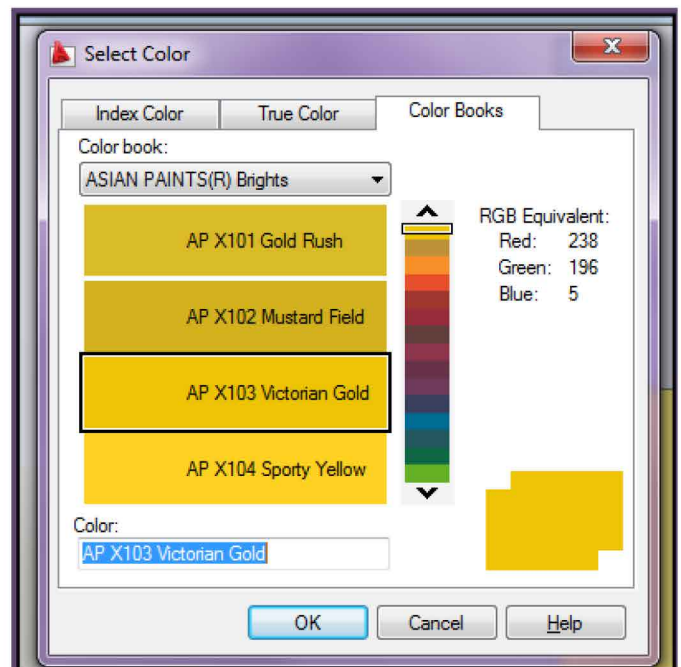 Select Color
Index Color
True Color
Color Books
Color book:
ASIAN PAINTS(R) Brights
AP X101 Gold Rush
AP X102 Mustard Field
AP X103 Victorian Gold
AP X104 Sporty Yellow
RGB Equivalent:
Red: 238
Green: 196
Blue: 5
Color:
AP X103 Victorian Gold
OK
Cancel
Help